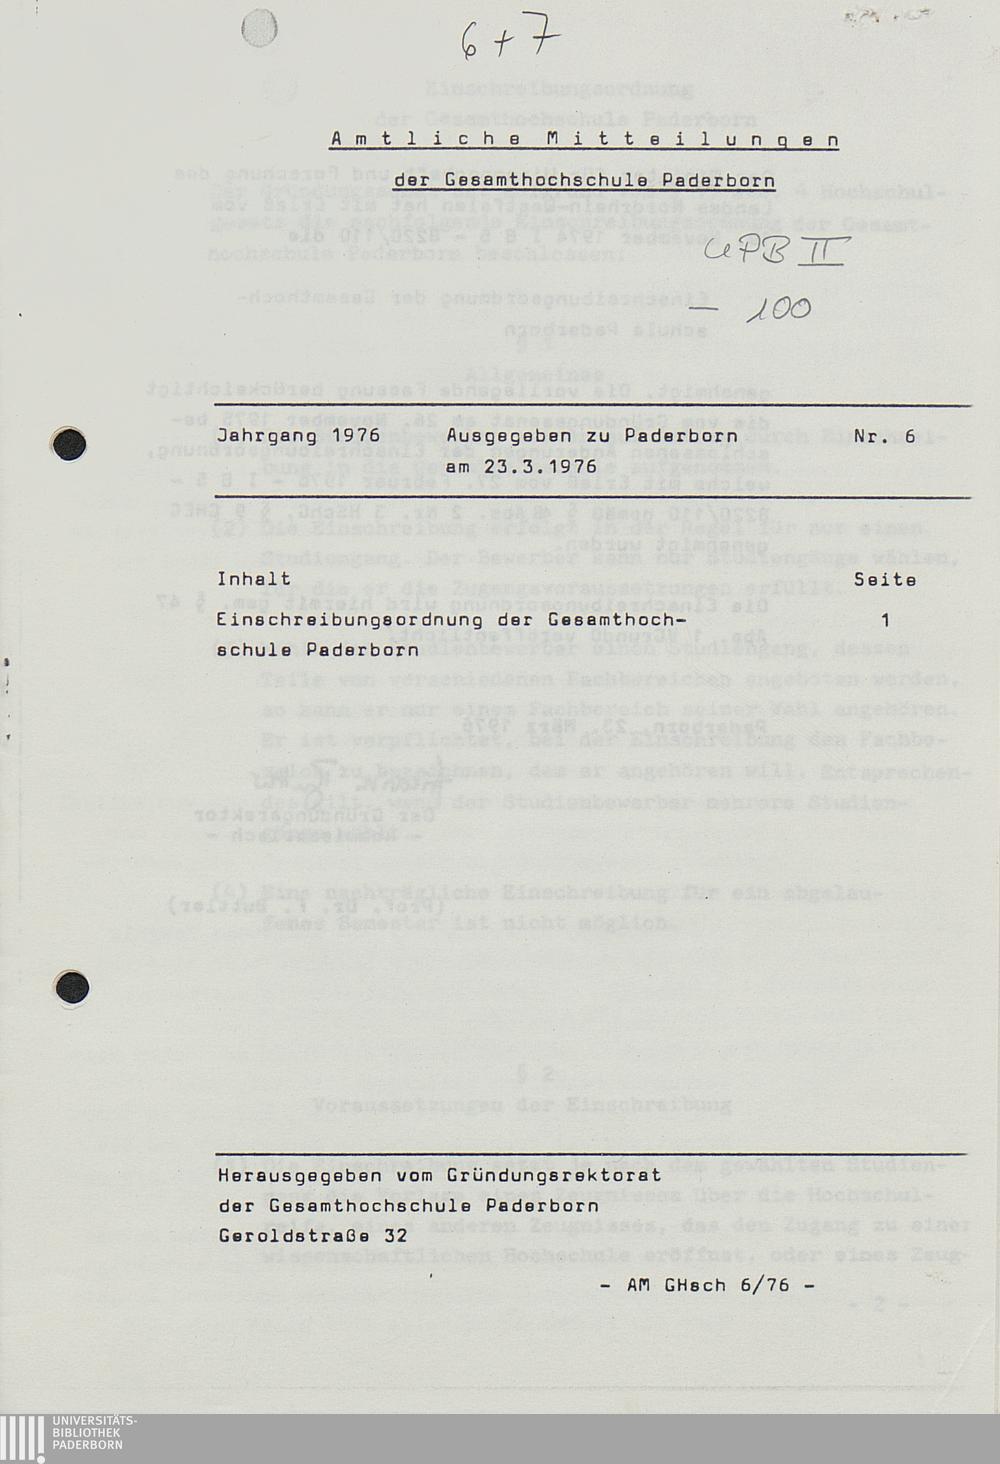 6 + 7
Amtliche Mitteilungen
der Gesamthochschule Paderborn
UPB II
— 100
Jahrgang 1976 Ausgegeben zu Paderborn Nr. 6
am 23.3.1976
Inhalt Seite
Einschreibungsordnung der Gesamthoch- 1
schule Paderborn
Herausgegeben vom Gründungsrektorat
der Gesamthochschule Paderborn
Geroldstraße 32
- AM GHsch 6/76 -
UNIVERSITÄTS-
BIBLIOTHEK
PADERBORN